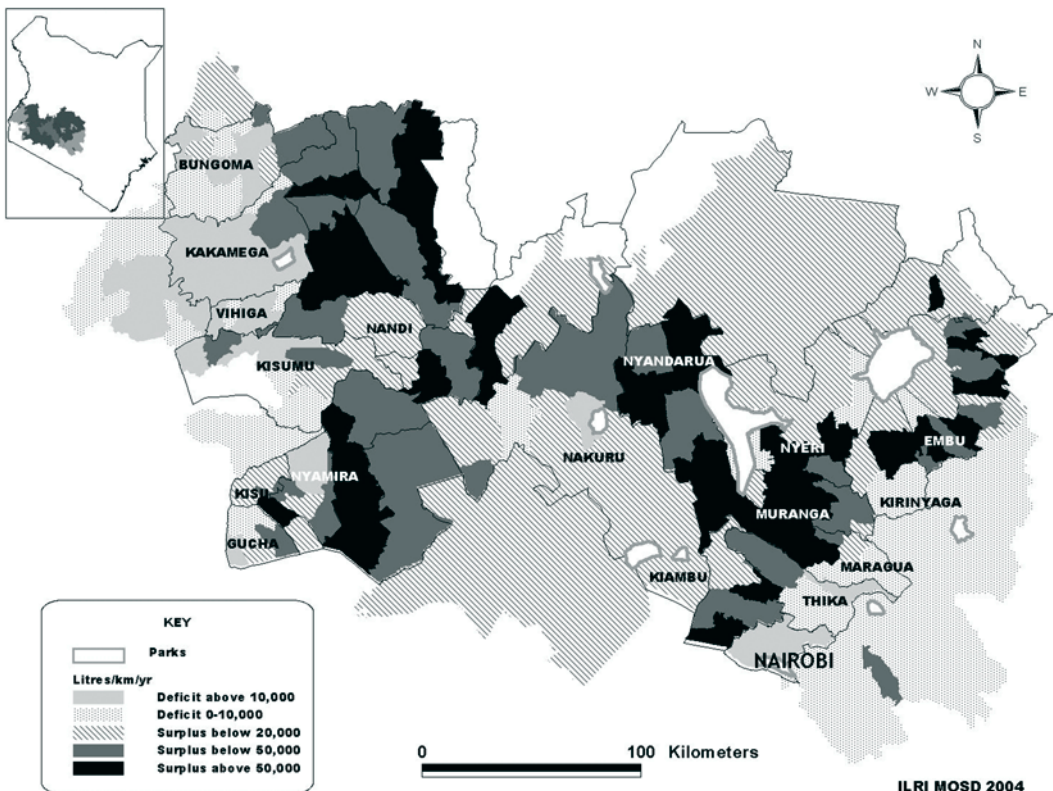 N
W E
S
BUNGOMA
KAKAMEGA
VIHIGA
NANDI
KISUMU
NYANDARUA
NAKURU
NYERI
EMBU
NYAMIRA
KISII
KIRINYAGA
MURANGA
GUCHA
MARAGUA
KIAMBU
THIKA
NAIROBI
KEY
Parks
Litres/km/yr
Deficit above 10,000
Deficit 0-10,000
Surplus below 20,000
Surplus below 50,000
Surplus above 50,000
0 100 Kilometers
ILRI MOSD 2004